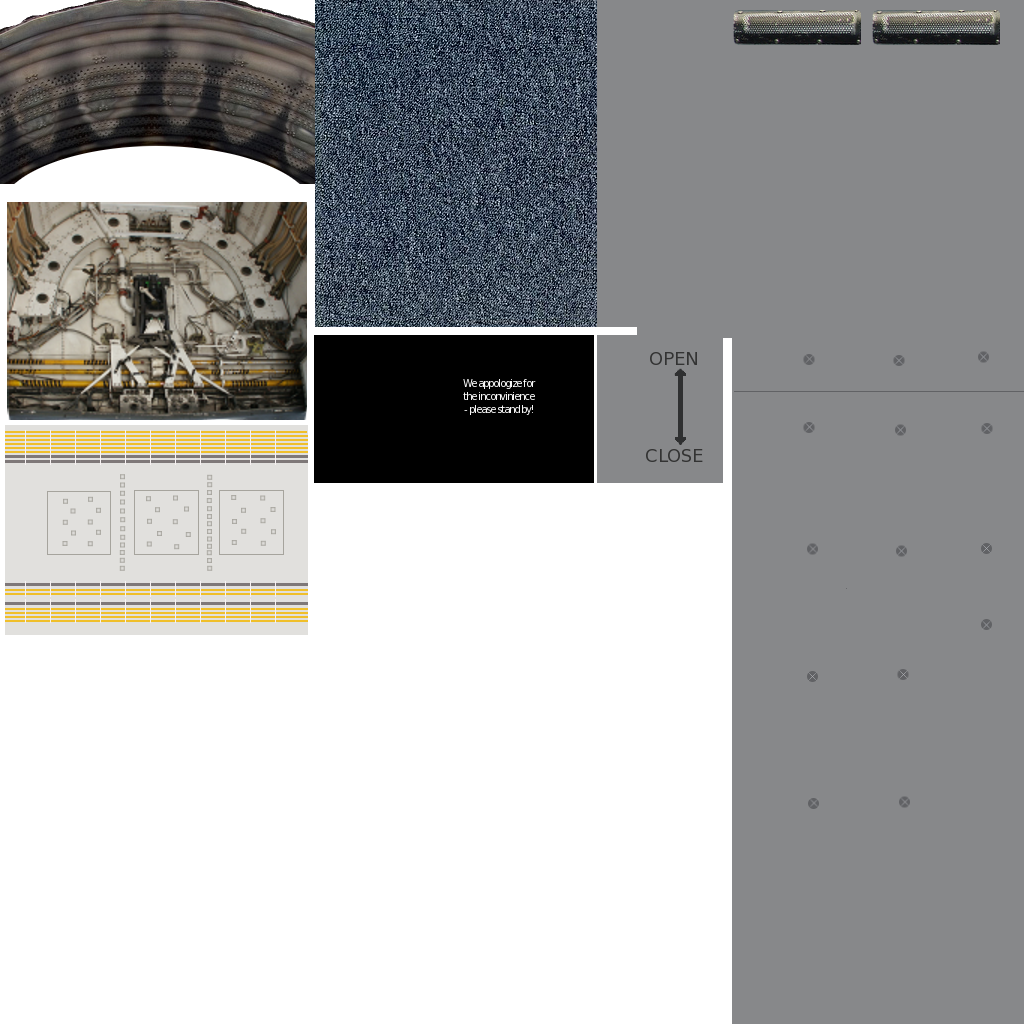 OPEN
We appologize for
the inconvinience
- please stand by!
CLOSE